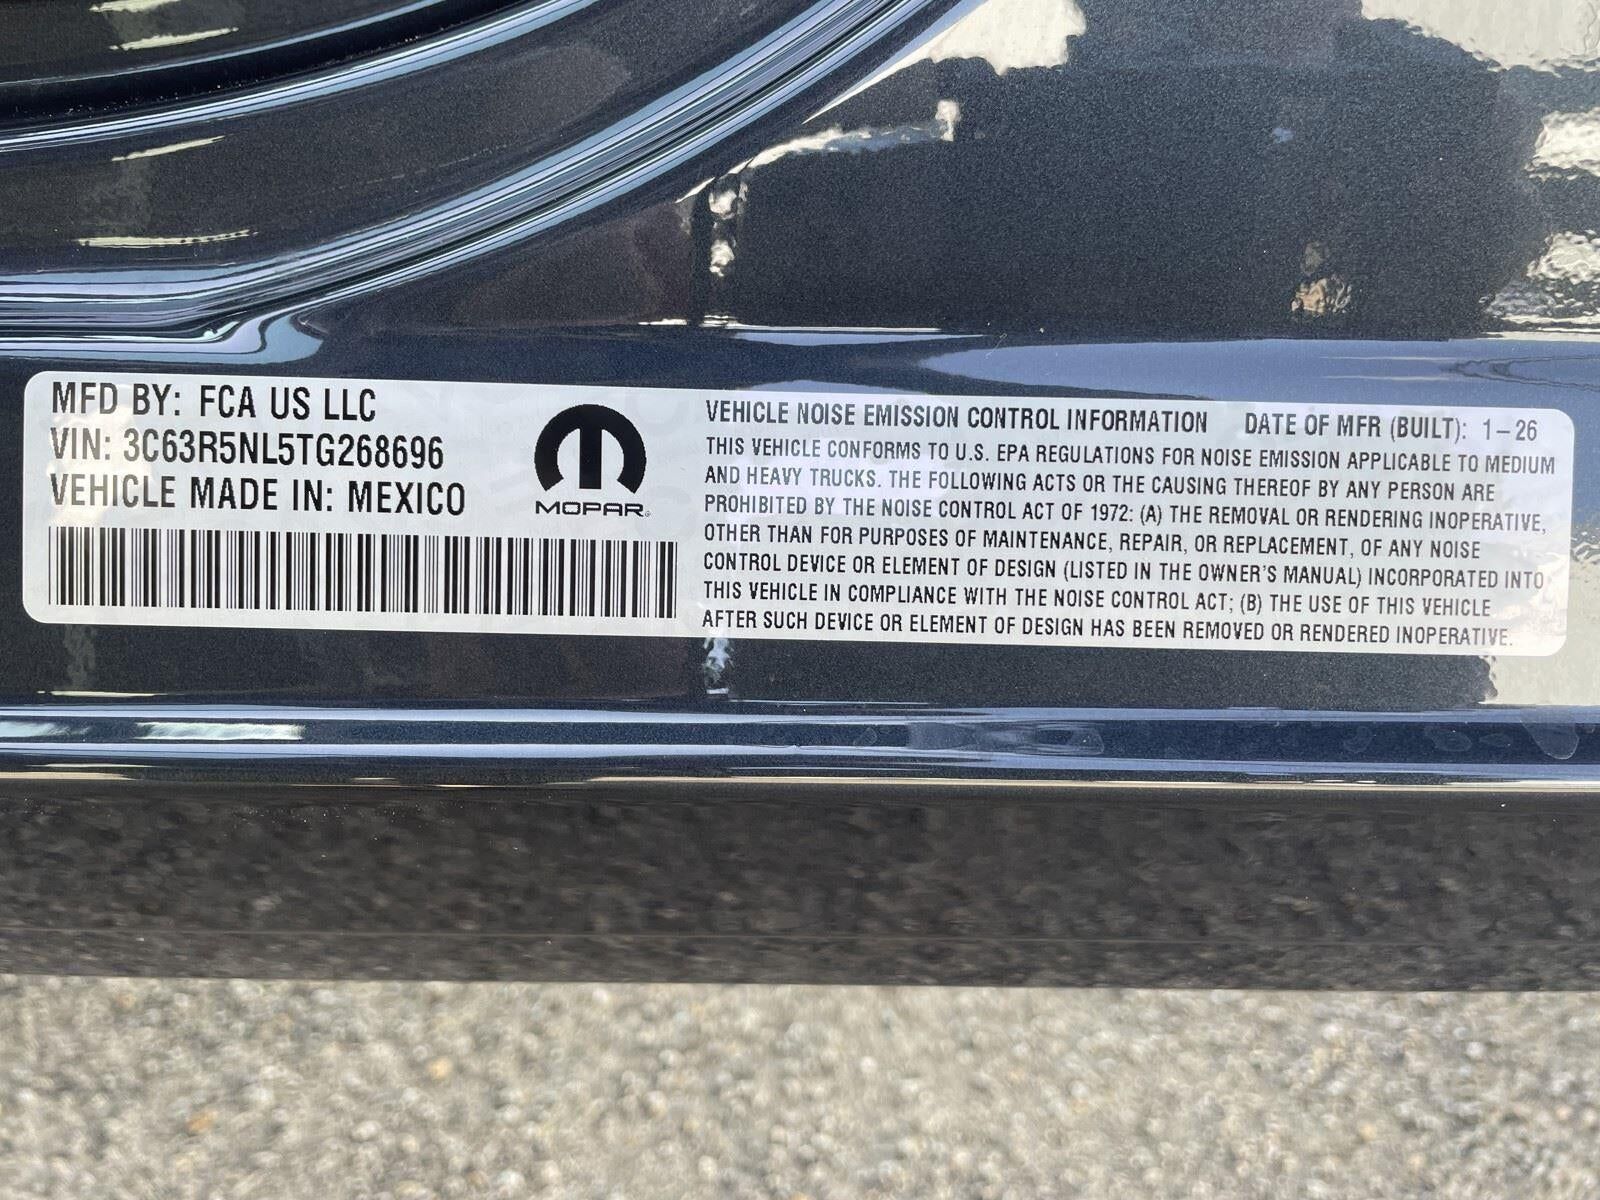 MFD BY: FCA US LLC
VIN: 3C63R5NL5TG268696
VEHICLE MADE IN: MEXICO
MOPAR®
VEHICLE NOISE EMISSION CONTROL INFORMATION DATE OF MFR (BUILT): 1-26
THIS VEHICLE CONFORMS TO U.S. EPA REGULATIONS FOR NOISE EMISSION APPLICABLE TO MEDIUM
AND HEAVY TRUCKS. THE FOLLOWING ACTS OR THE CAUSING THEREOF BY ANY PERSON ARE
PROHIBITED BY THE NOISE CONTROL ACT OF 1972: (A) THE REMOVAL OR RENDERING INOPERATIVE,
OTHER THAN FOR PURPOSES OF MAINTENANCE, REPAIR, OR REPLACEMENT, OF ANY NOISE
CONTROL DEVICE OR ELEMENT OF DESIGN (LISTED IN THE OWNER'S MANUAL) INCORPORATED INTO
THIS VEHICLE IN COMPLIANCE WITH THE NOISE CONTROL ACT; (B) THE USE OF THIS VEHICLE
AFTER SUCH DEVICE OR ELEMENT OF DESIGN HAS BEEN REMOVED OR RENDERED INOPERATIVE.